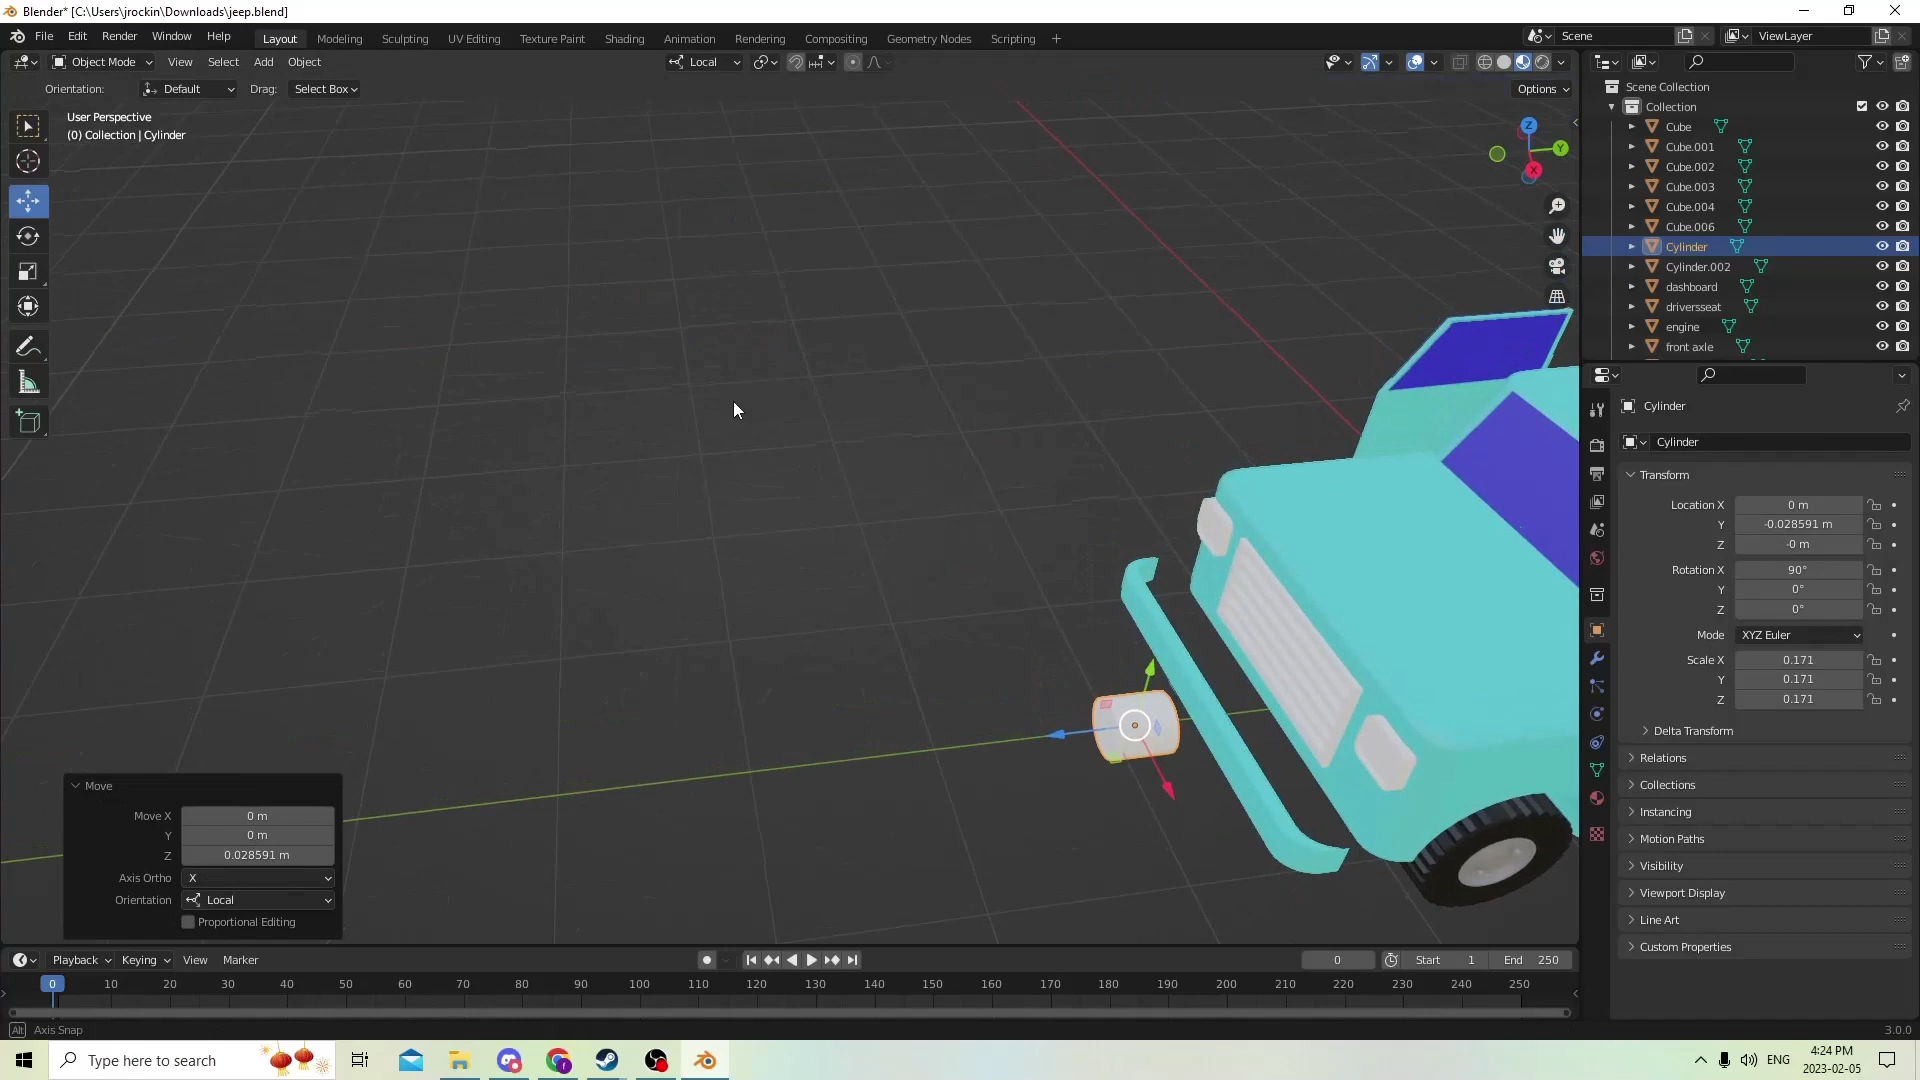 Blender* [C:\Users\jrockin\Downloads\jeep.blend]
File Edit Render Window Help Layout Modeling Sculpting UV Editing Texture Paint Shading Animation Rendering Compositing Geometry Nodes Scripting + Scene ViewLayer
Object Mode View Select Add Object Local
Orientation: Default Drag: Select Box Options
User Perspective
(0) Collection | Cylinder
Z
Y
X
Scene Collection
Collection
Cube
Cube.001
Cube.002
Cube.003
Cube.004
Cube.006
Cylinder
Cylinder.002
dashboard
driversseat
engine
front axle
Cylinder
Cylinder
Transform
Location X 0 m
Y -0.028591 m
Z -0 m
Rotation X 90°
Y 0°
Z 0°
Mode XYZ Euler
Scale X 0.171
Y 0.171
Z 0.171
Delta Transform
Relations
Collections
Instancing
Motion Paths
Visibility
Viewport Display
Line Art
Custom Properties
Move
Move X 0 m
Y 0 m
Z 0.028591 m
Axis Ortho X
Orientation Local
Proportional Editing
Playback Keying View Marker 0 Start 1 End 250
0 10 20 30 40 50 60 70 80 90 100 110 120 130 140 150 160 170 180 190 200 210 220 230 240 250
Alt Axis Snap 3.0.0
Type here to search ENG 4:24 PM
2023-02-05